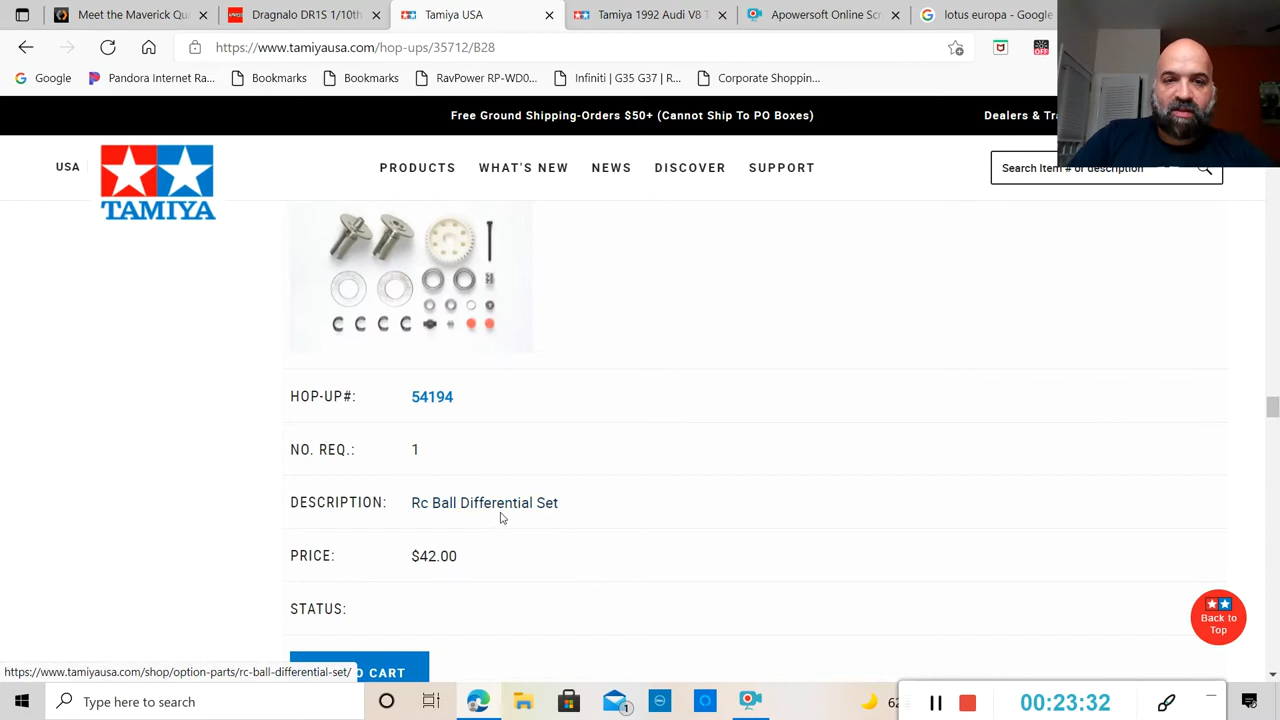 Meet the Maverick Qu
Dragnalo DR1S 1/10th
Tamiya USA
Tamiya 1992 Audi V8 T
Apowersoft Online Scr
lotus europa - Google
https://www.tamiyausa.com/hop-ups/35712/B28
OFF
Google
Pandora Internet Ra...
Bookmarks
Bookmarks
RavPower RP-WD0...
Infiniti | G35 G37 | R...
Corporate Shoppin...
Free Ground Shipping-Orders $50+ (Cannot Ship To PO Boxes)
Dealers & Tra
USA
TAMIYA
PRODUCTS
WHAT'S NEW
NEWS
DISCOVER
SUPPORT
Search Item # or description
HOP-UP#:
54194
NO. REQ.:
1
DESCRIPTION:
Rc Ball Differential Set
PRICE:
$42.00
STATUS:
O CART
Back to
Top
https://www.tamiyausa.com/shop/option-parts/rc-ball-differential-set/
Type here to search
1
62
00:23:32